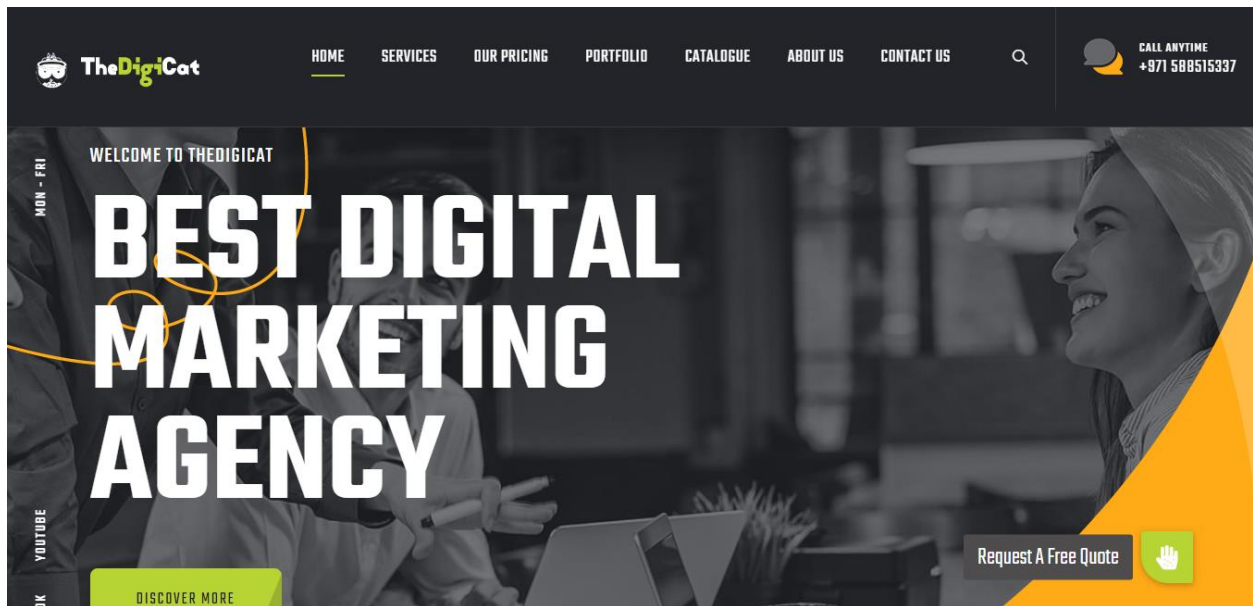 TheDigiCat
HOME
SERVICES
OUR PRICING
PORTFOLIO
CATALOGUE
ABOUT US
CONTACT US
CALL ANYTIME
+971 588515337
MON - FRI
WELCOME TO THEDIGICAT
BEST DIGITAL
MARKETING
AGENCY
YOUTUBE
DISCOVER MORE
Request A Free Quote